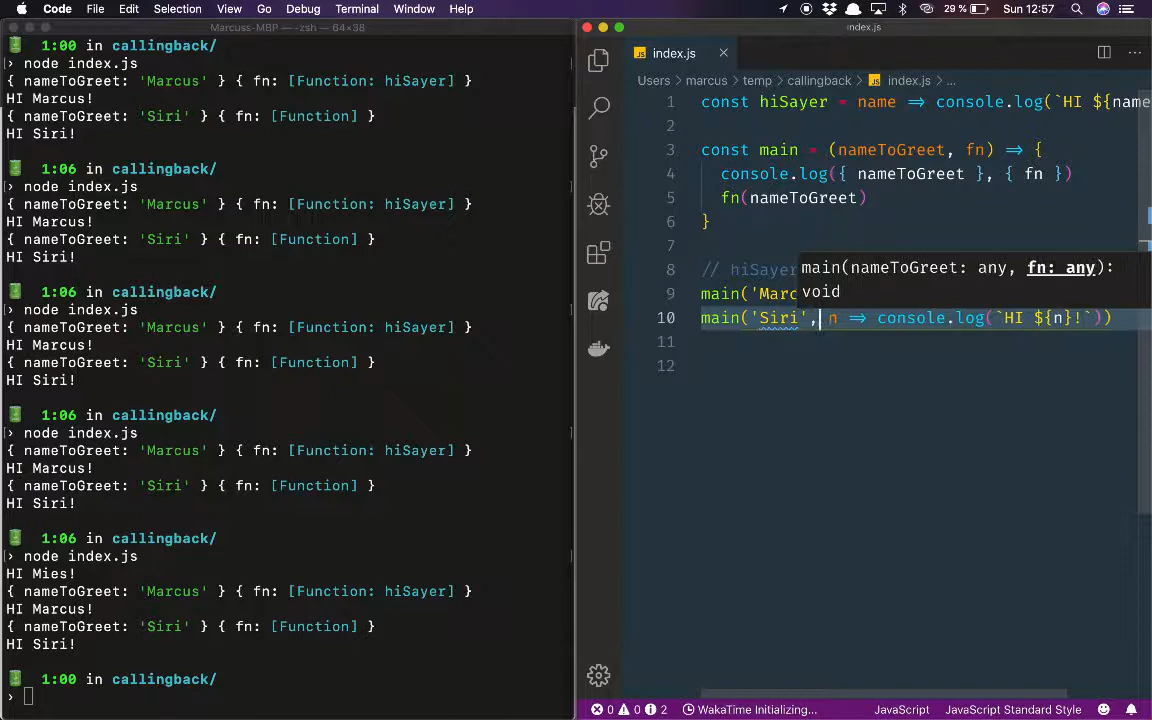 Code File Edit Selection View Go Debug Terminal Window Help 29 % Sun 12:57
Marcuss-MBP — -zsh — 64×38
1:00 in callingback/
› node index.js
{ nameToGreet: 'Marcus' } { fn: [Function: hiSayer] }
HI Marcus!
{ nameToGreet: 'Siri' } { fn: [Function] }
HI Siri!
1:06 in callingback/
› node index.js
{ nameToGreet: 'Marcus' } { fn: [Function: hiSayer] }
HI Marcus!
{ nameToGreet: 'Siri' } { fn: [Function] }
HI Siri!
1:06 in callingback/
› node index.js
{ nameToGreet: 'Marcus' } { fn: [Function: hiSayer] }
HI Marcus!
{ nameToGreet: 'Siri' } { fn: [Function] }
HI Siri!
1:06 in callingback/
› node index.js
{ nameToGreet: 'Marcus' } { fn: [Function: hiSayer] }
HI Marcus!
{ nameToGreet: 'Siri' } { fn: [Function] }
HI Siri!
1:06 in callingback/
› node index.js
HI Mies!
{ nameToGreet: 'Marcus' } { fn: [Function: hiSayer] }
HI Marcus!
{ nameToGreet: 'Siri' } { fn: [Function] }
HI Siri!
1:00 in callingback/
›
index.js
JS index.js
Users › marcus › temp › callingback › JS index.js › ...
1 const hiSayer = name => console.log(`HI ${name
2
3 const main = (nameToGreet, fn) => {
4 console.log({ nameToGreet }, { fn })
5 fn(nameToGreet)
6 }
7
main(nameToGreet: any, fn: any):
void
8 // hiSayer
9 main('Marc
10 main('Siri', n => console.log(`HI ${n}!`))
11
12
0 0 2 WakaTime Initializing... JavaScript JavaScript Standard Style